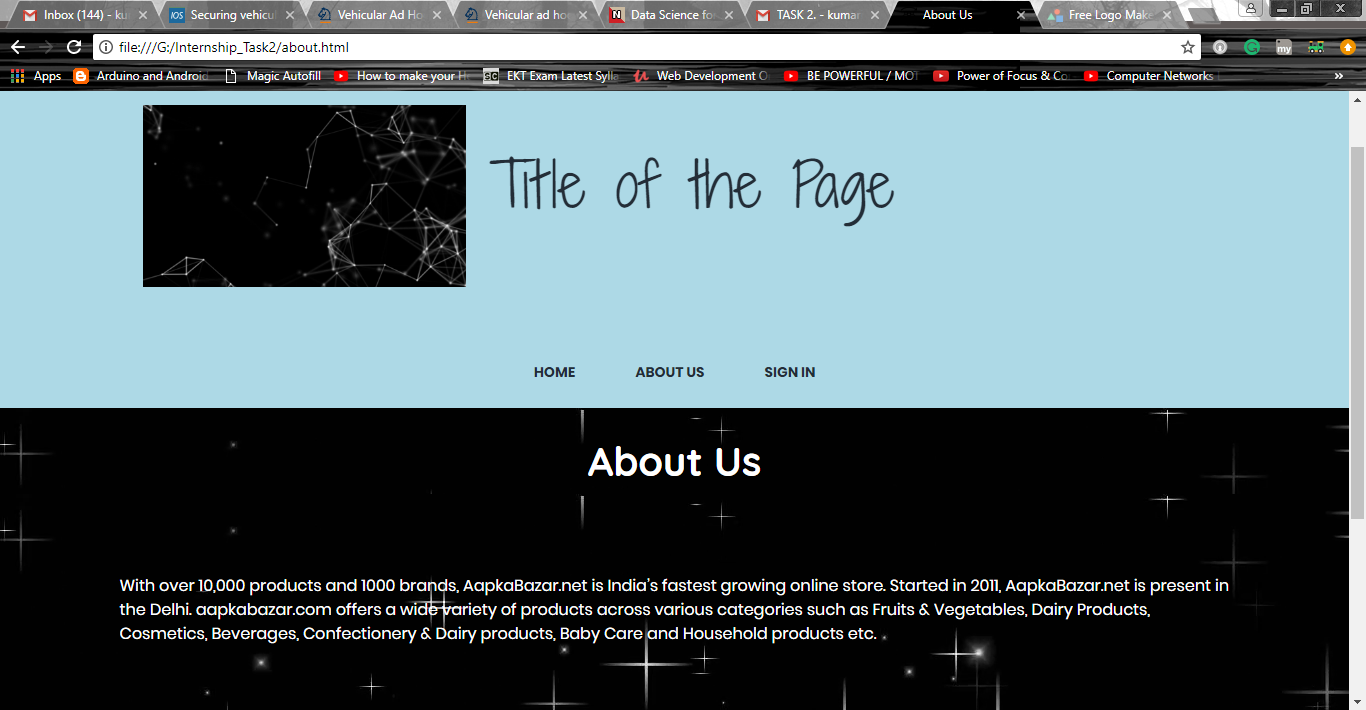 Inbox (144) - ku
Securing vehicu
Vehicular Ad Ho
Vehicular ad ho
Data Science fo
TASK 2. - kumar
About Us
Free Logo Make
file:///G:/Internship_Task2/about.html
Apps
Arduino and Android
Magic Autofill
How to make your H
EKT Exam Latest Sylla
Web Development O
BE POWERFUL / MOT
Power of Focus & Co
Computer Networks
Title of the Page
HOME ABOUT US SIGN IN
About Us
With over 10,000 products and 1000 brands, AapkaBazar.net is India's fastest growing online store. Started in 2011, AapkaBazar.net is present in
the Delhi. aapkabazar.com offers a wide variety of products across various categories such as Fruits & Vegetables, Dairy Products,
Cosmetics, Beverages, Confectionery & Dairy products, Baby Care and Household products etc.